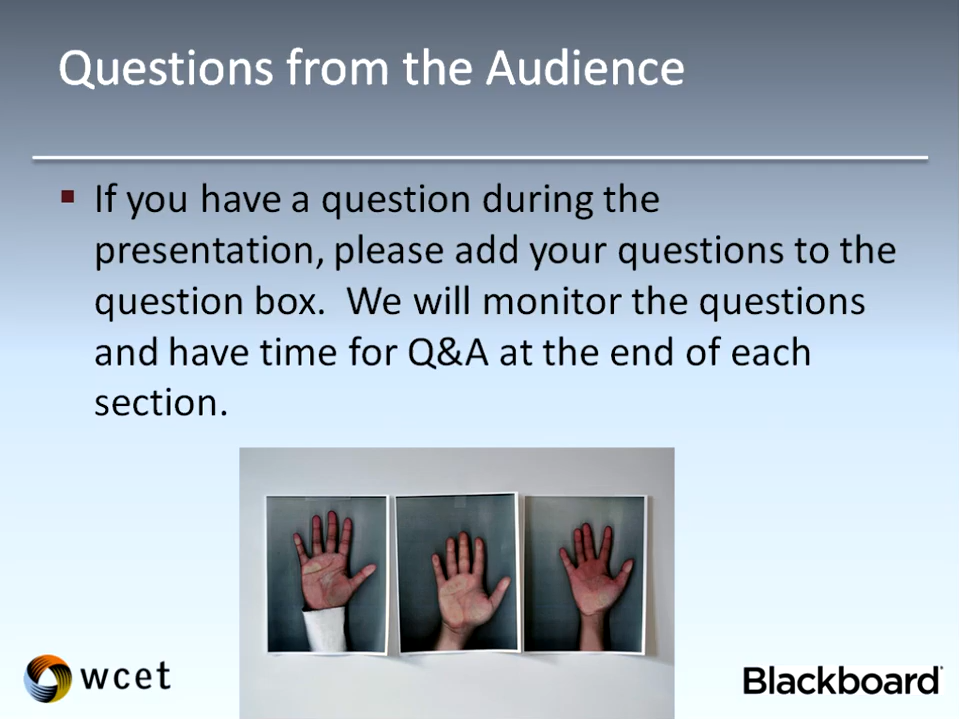 Questions from the Audience
If you have a question during the
presentation, please add your questions to the
question box.  We will monitor the questions
and have time for Q&A at the end of each
section.
wcet
Blackboard